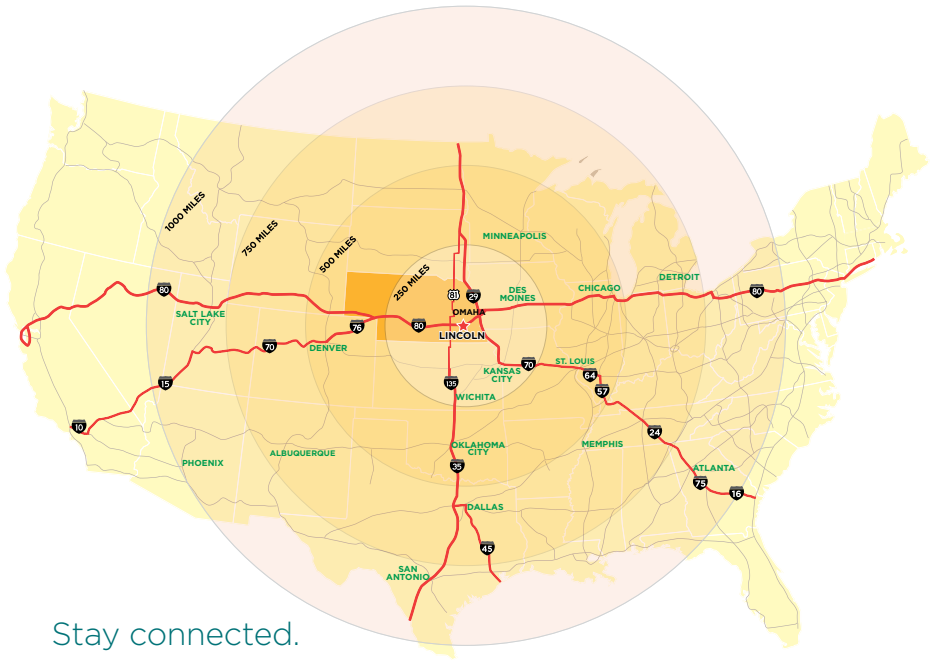 1000 MILES
750 MILES
500 MILES
250 MILES
MINNEAPOLIS
DETROIT
80
CHICAGO
80
DES
MOINES
81
29
OMAHA
SALT LAKE
CITY
76
80
LINCOLN
70
DENVER
ST. LOUIS
70
64
KANSAS
CITY
15
135
57
WICHITA
10
24
OKLAHOMA
CITY
MEMPHIS
ALBUQUERQUE
PHOENIX
35
ATLANTA
75
16
DALLAS
45
SAN
ANTONIO
Stay connected.